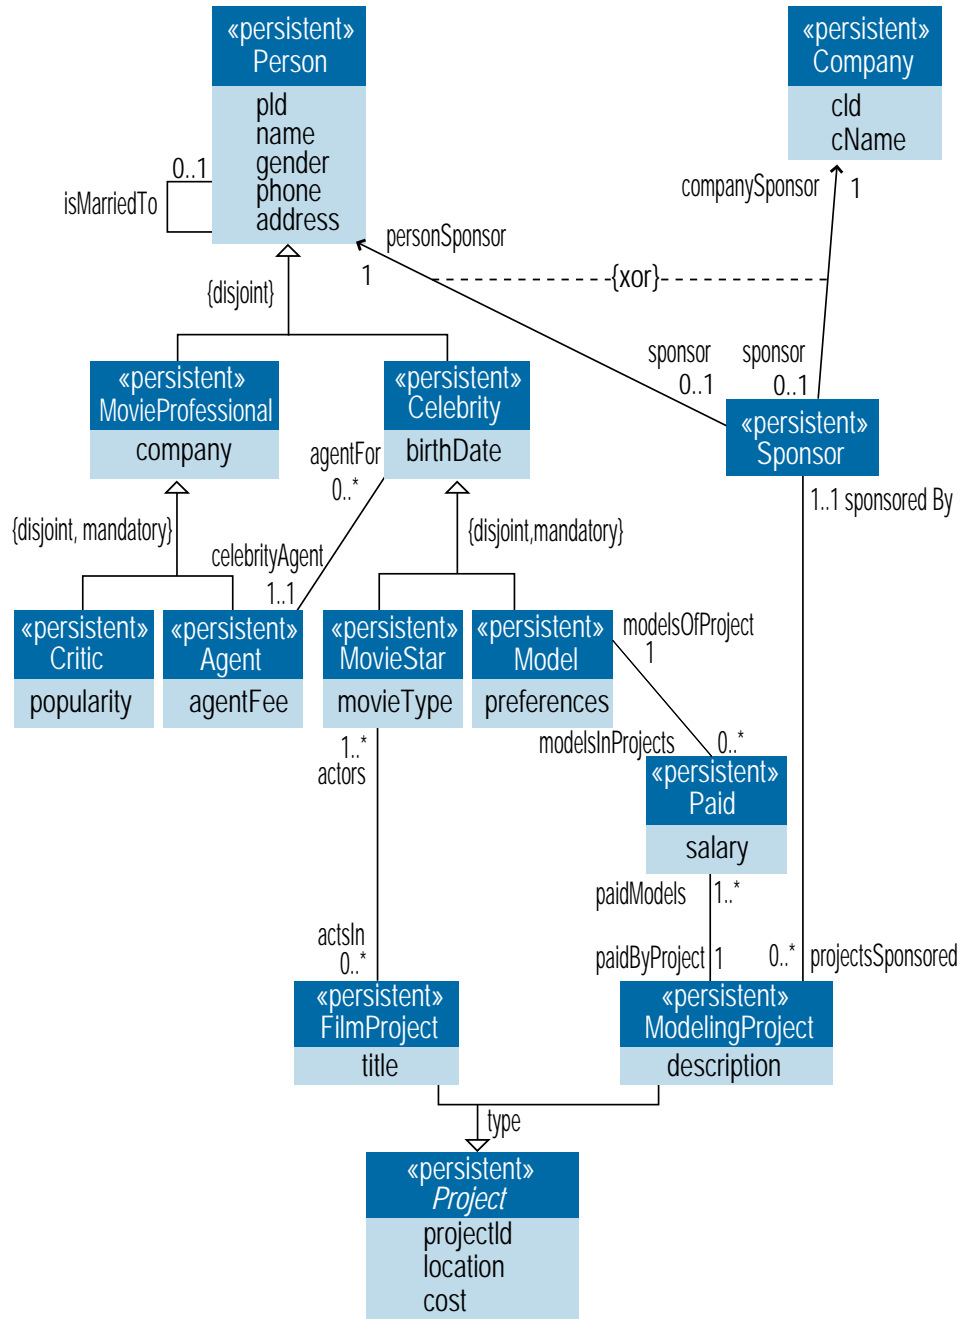 «persistent»
Person
pId
name
gender
phone
address
«persistent»
Company
cId
cName
0..1
isMarriedTo
companySponsor
1
personSponsor
1
{xor}
{disjoint}
sponsor
0..1
sponsor
0..1
«persistent»
MovieProfessional
company
«persistent»
Celebrity
birthDate
«persistent»
Sponsor
agentFor
0..*
1..1 sponsored By
{disjoint, mandatory}
{disjoint,mandatory}
celebrityAgent
1..1
«persistent»
Critic
popularity
«persistent»
Agent
agentFee
«persistent»
MovieStar
movieType
«persistent»
Model
preferences
modelsOfProject
1
1..*
actors
modelsInProjects
0..*
«persistent»
Paid
salary
paidModels
1..*
actsIn
0..*
paidByProject
1
0..*
projectsSponsored
«persistent»
FilmProject
title
«persistent»
ModelingProject
description
type
«persistent»
Project
projectId
location
cost